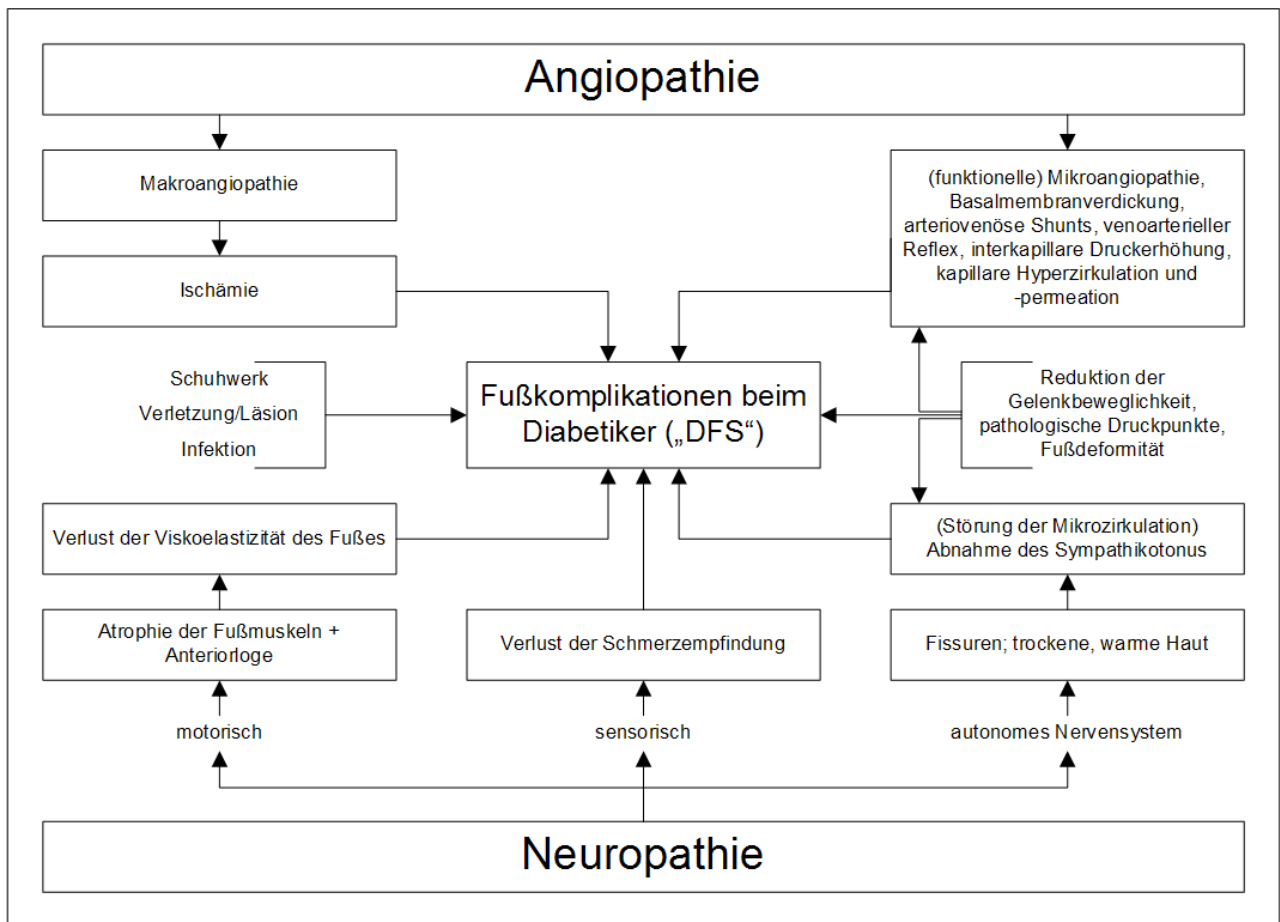 Angiopathie
Makroangiopathie
(funktionelle) Mikroangiopathie,
Basalmembranverdickung,
arteriovenöse Shunts, venoarterieller
Reflex, interkapillare Druckerhöhung,
kapillare Hyperzirkulation und
-permeation
Ischämie
Schuhwerk
Verletzung/Läsion
Infektion
Fußkomplikationen beim
Diabetiker („DFS“)
Reduktion der
Gelenkbeweglichkeit,
pathologische Druckpunkte,
Fußdeformität
Verlust der Viskoelastizität des Fußes
(Störung der Mikrozirkulation)
Abnahme des Sympathikotonus
Atrophie der Fußmuskeln +
Anteriorloge
Verlust der Schmerzempfindung
Fissuren; trockene, warme Haut
motorisch
sensorisch
autonomes Nervensystem
Neuropathie